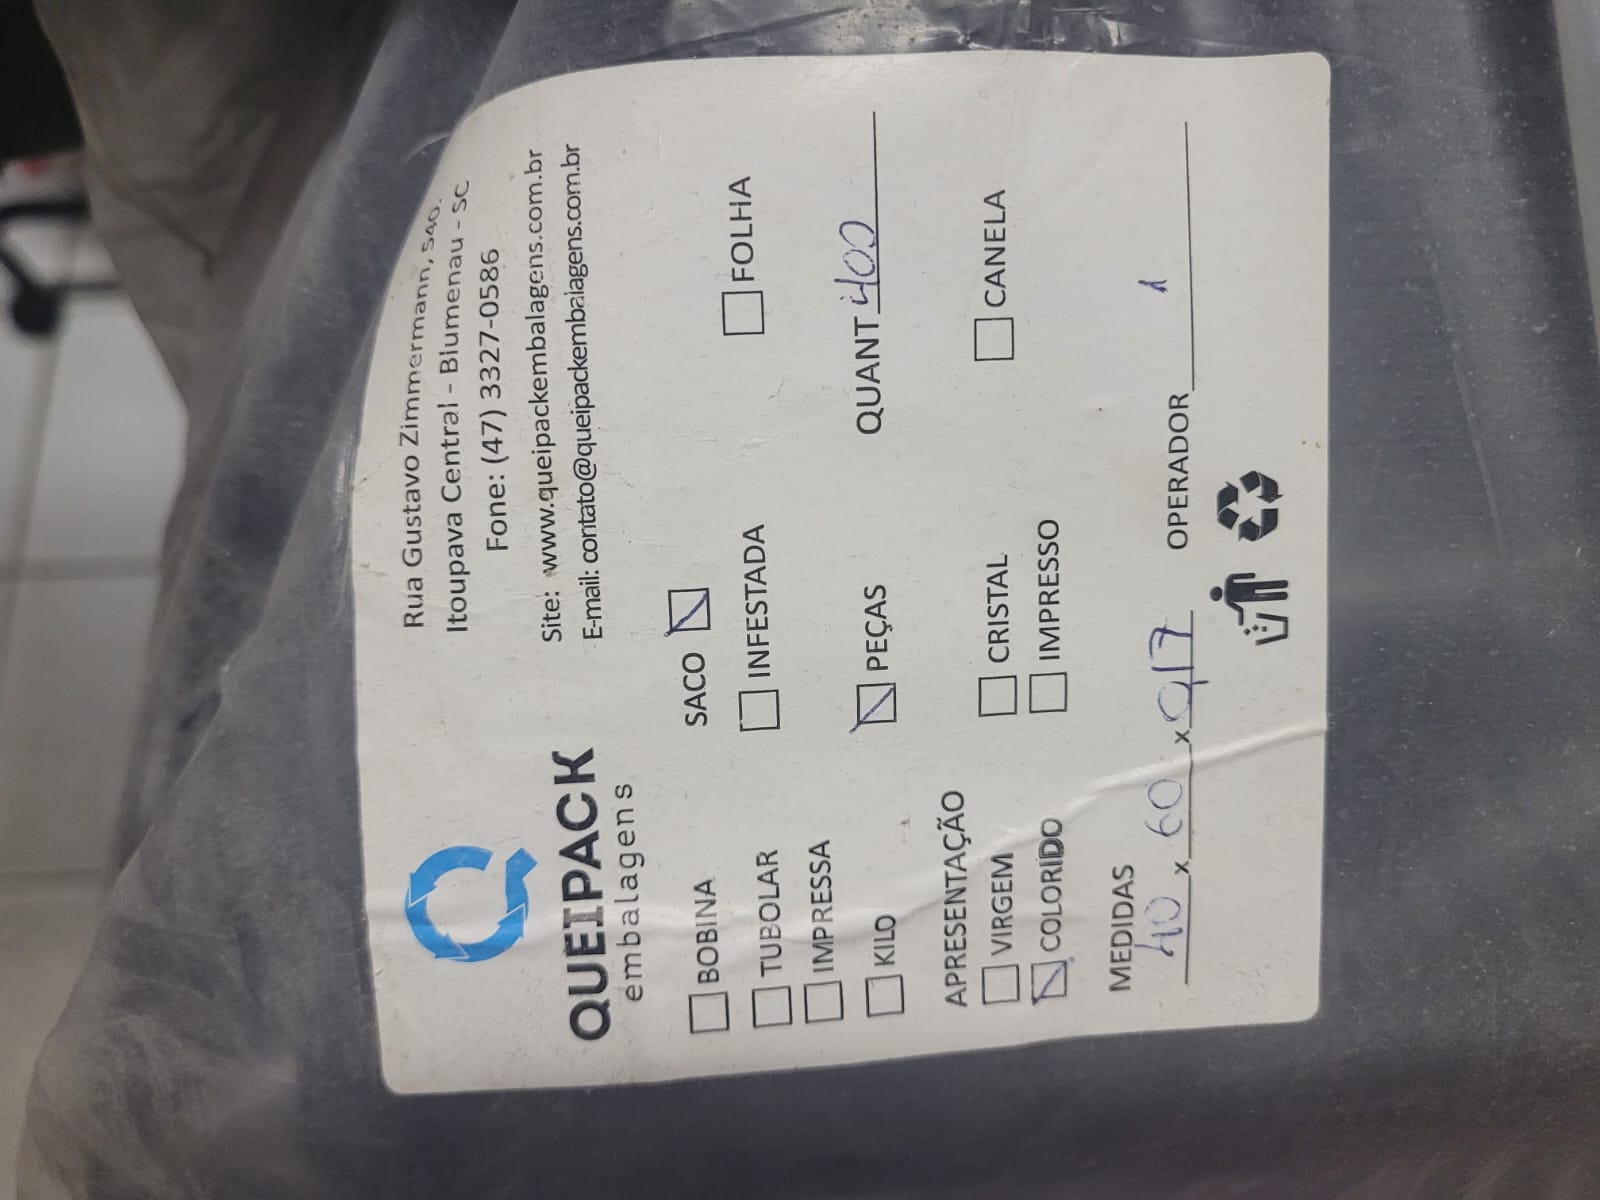 Rua Gustavo Zimmermann, 540.
Itoupava Central - Blumenau - SC
Fone: (47) 3327-0586
Site: www.queipackembalagens.com.br
E-mail: contato@queipackembalagens.com.br
QUEIPACK
embalagens
BOBINA SACO
TUBOLAR INFESTADA FOLHA
IMPRESSA
KILO PEÇAS QUANT 400
APRESENTAÇÃO
VIRGEM CRISTAL CANELA
COLORIDO IMPRESSO
MEDIDAS
40 x 60 x 017 OPERADOR 1